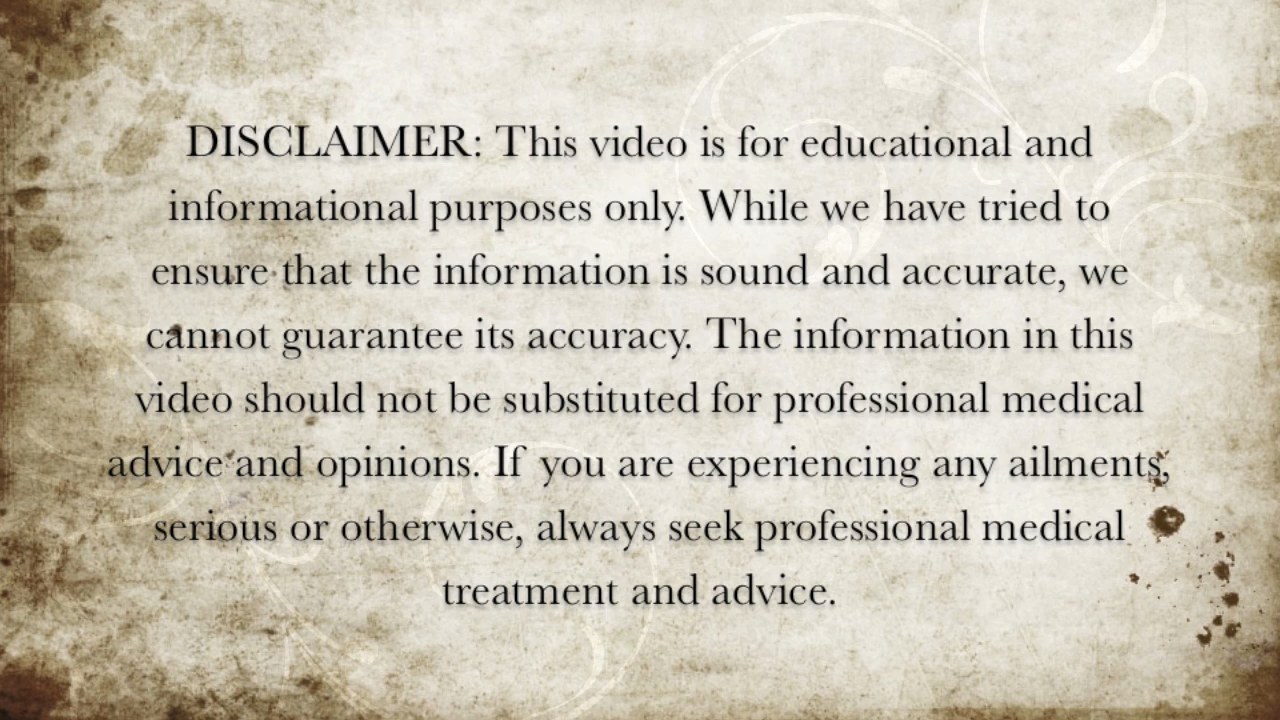 DISCLAIMER: This video is for educational and
informational purposes only. While we have tried to
ensure that the information is sound and accurate, we
cannot guarantee its accuracy. The information in this
video should not be substituted for professional medical
advice and opinions. If you are experiencing any ailments,
serious or otherwise, always seek professional medical
treatment and advice.